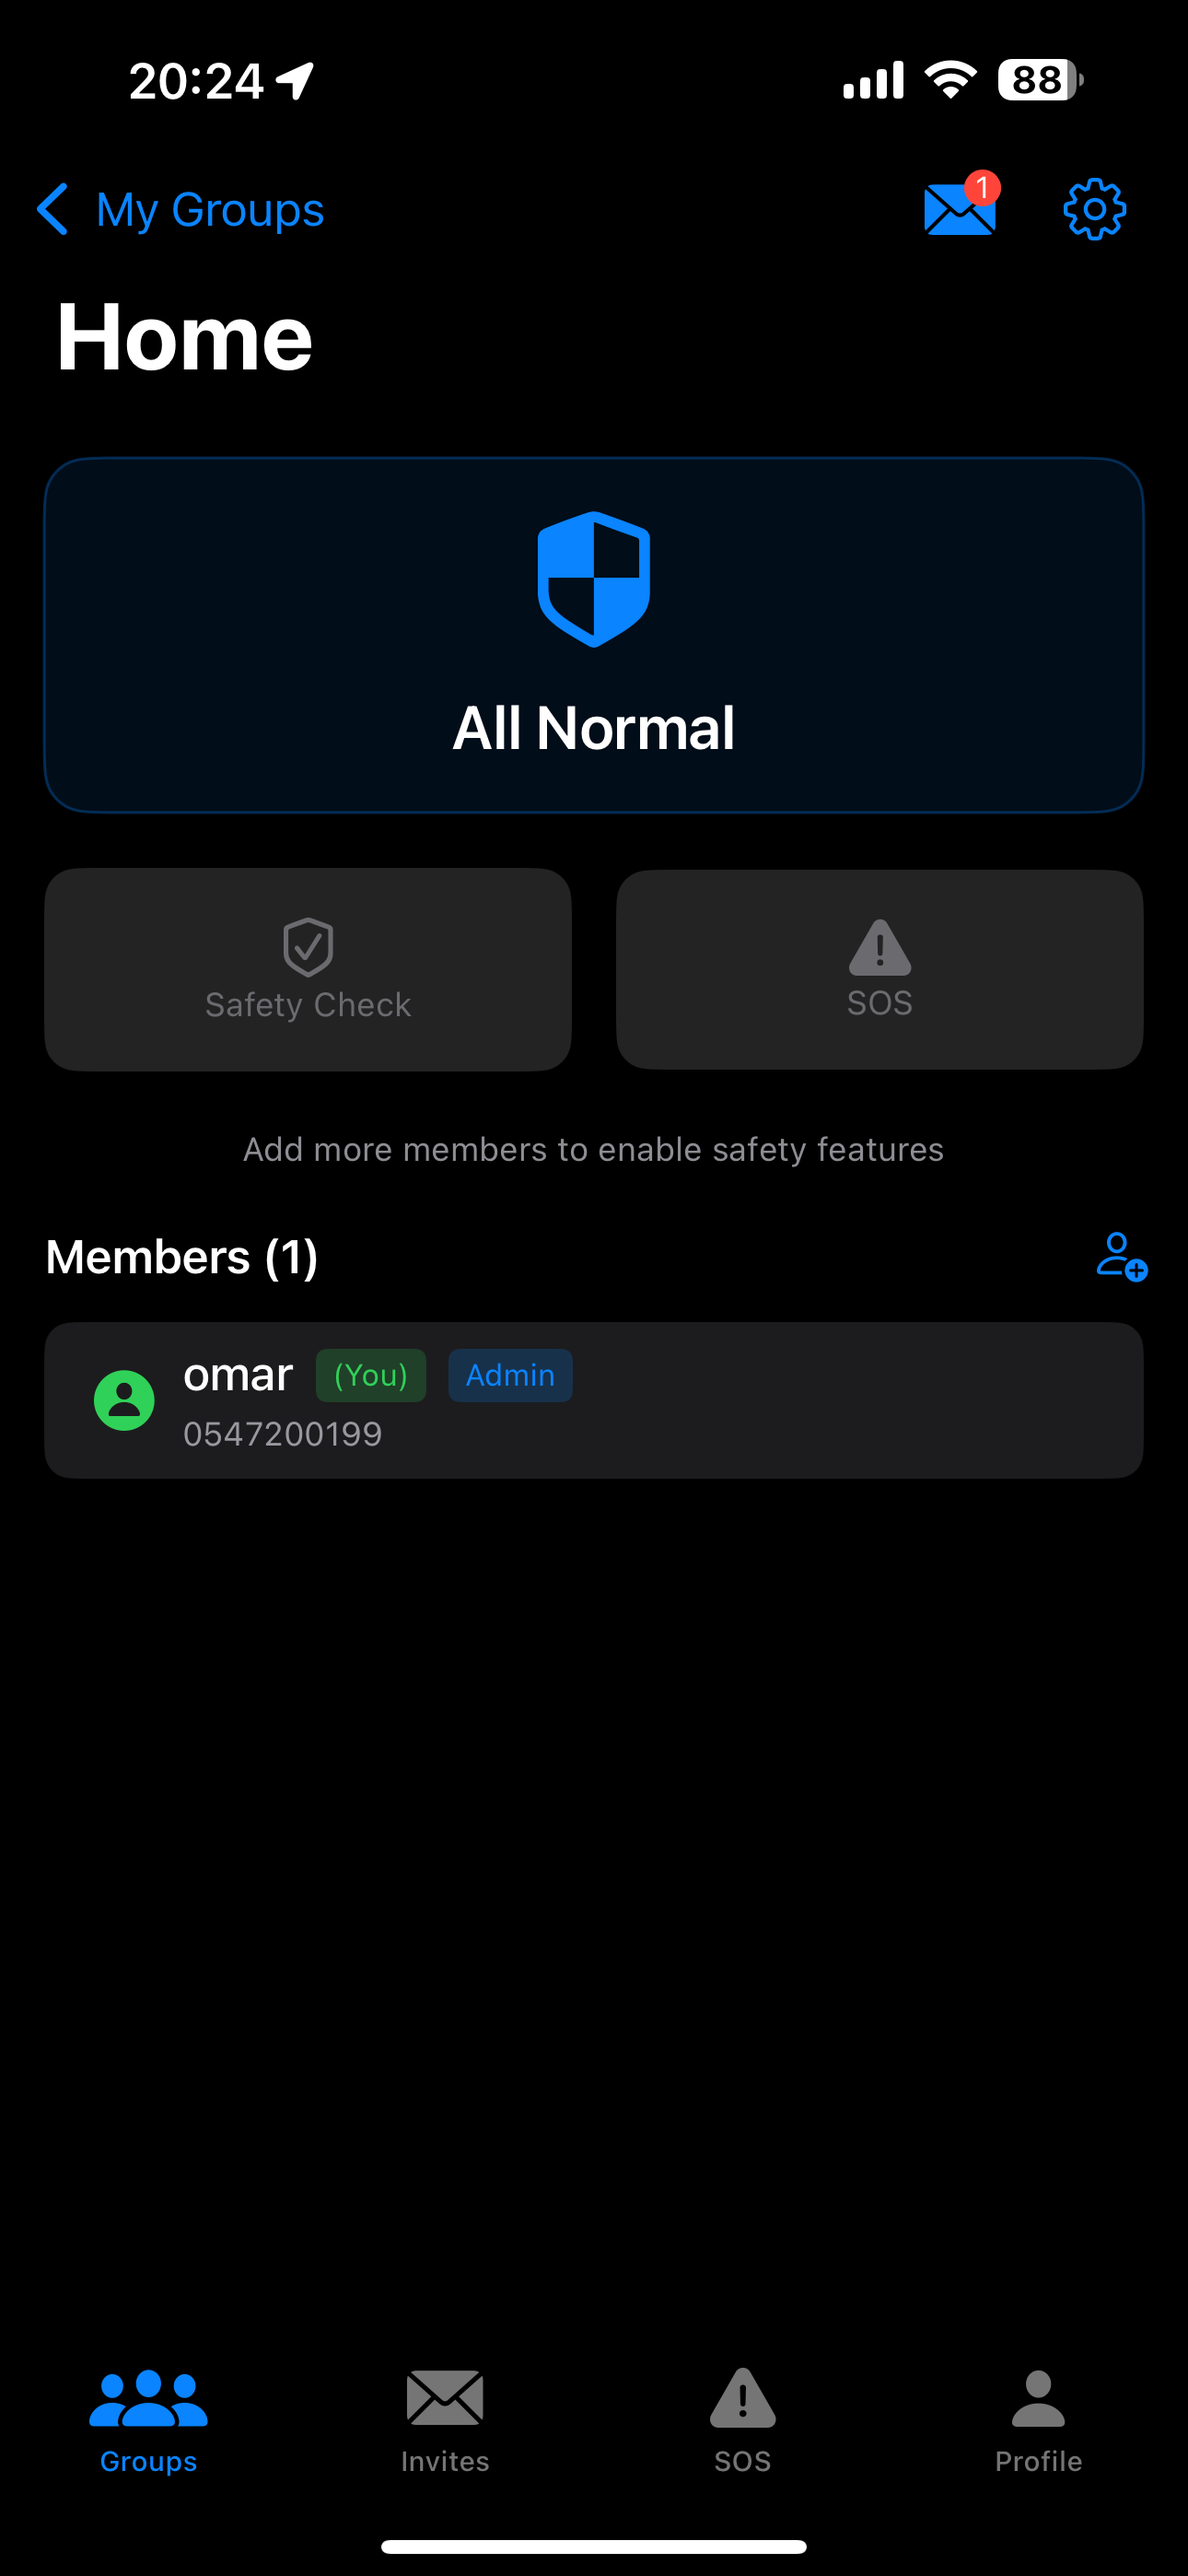 20:24
88
My Groups
1
Home
All Normal
Safety Check
SOS
Add more members to enable safety features
Members (1)
omar (You) Admin
0547200199
Groups
Invites
SOS
Profile